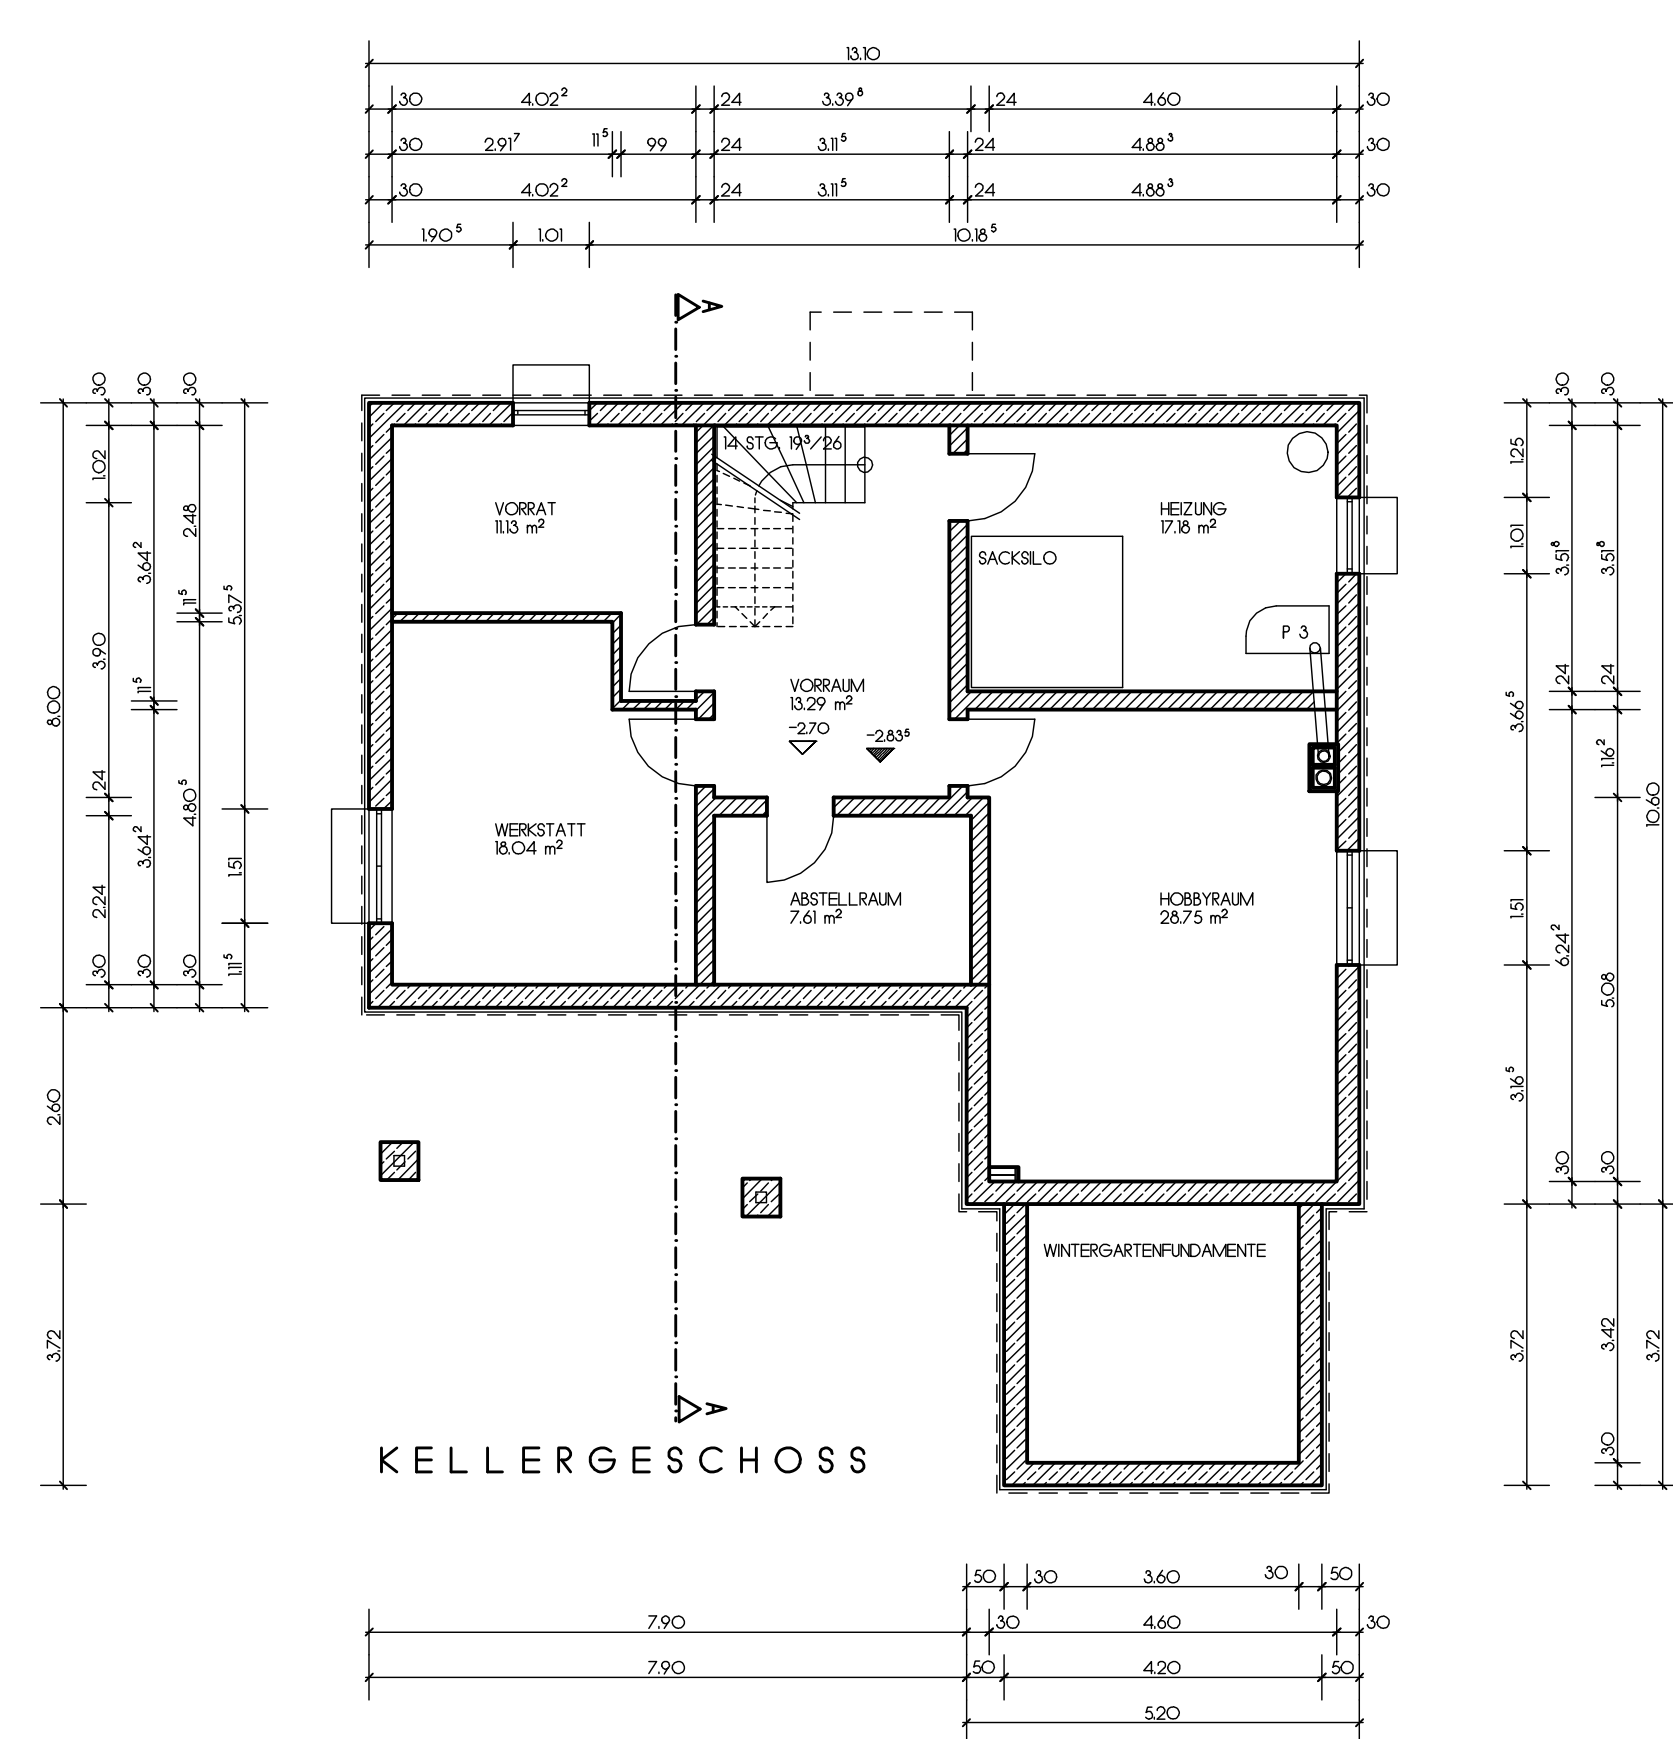 13.10
30 4.02² 24 3.39⁸ 24 4.60 30
30 2.91⁷ 11⁵ 99 24 3.11⁵ 24 4.88³ 30
30 4.02² 24 3.11⁵ 24 4.88³ 30
1.90⁵ 1.01 10.18⁵
A
8.00
2.60
3.72
30
1.02
3.90
24
2.24
30
30
3.64²
11⁵
3.64²
30
30
2.48
11⁵
4.80⁵
30
5.37⁵
1.51
1.11⁵
14 STG. 19³/26
VORRAT
11.13 m²
HEIZUNG
17.18 m²
SACKSILO
P 3
VORRAUM
13.29 m²
-2.70
-2.83⁵
WERKSTATT
18.04 m²
ABSTELLRAUM
7.61 m²
HOBBYRAUM
28.75 m²
WINTERGARTENFUNDAMENTE
A
KELLERGESCHOSS
1.25
1.01
3.66⁵
1.51
3.16⁵
3.72
30
3.51⁸
24
6.24²
30
30
3.51⁸
24
1.16²
5.08
30
3.42
30
10.60
3.72
50 30 3.60 30 50
7.90 30 4.60 30
7.90 50 4.20 50
5.20